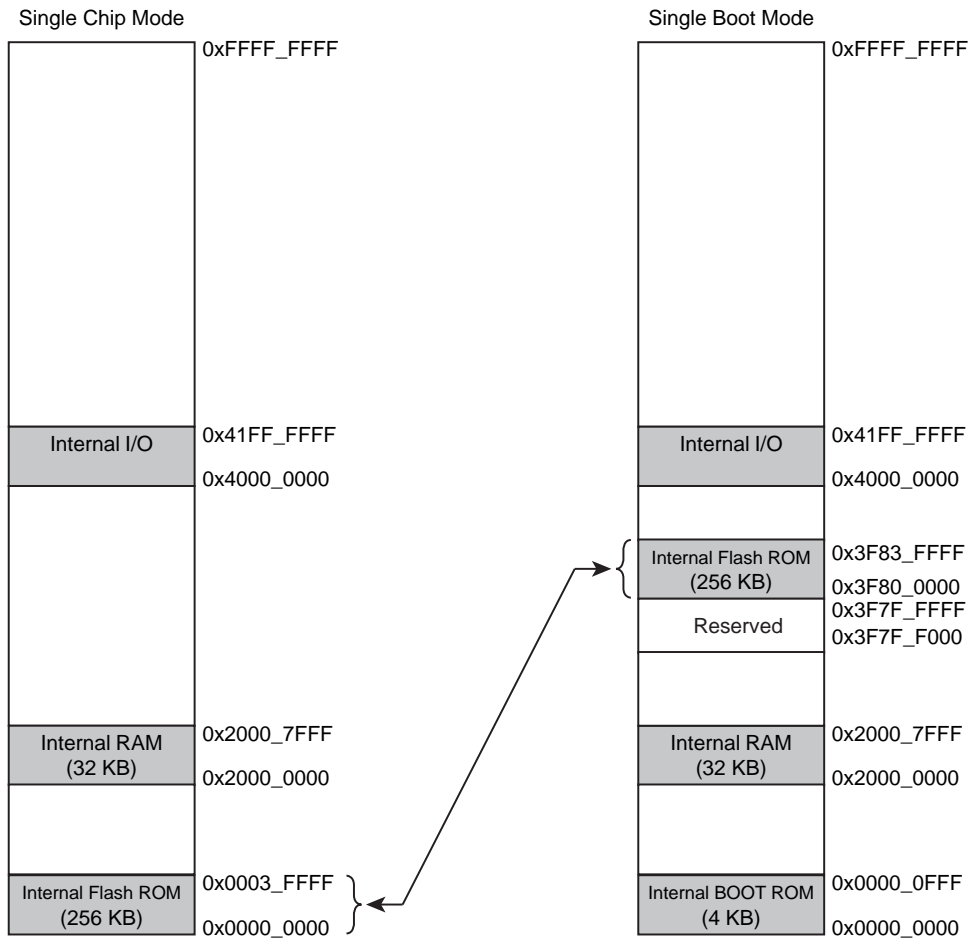 Single Chip Mode
0xFFFF_FFFF
Internal I/O
0x41FF_FFFF
0x4000_0000
Internal RAM
(32 KB)
0x2000_7FFF
0x2000_0000
Internal Flash ROM
(256 KB)
0x0003_FFFF
0x0000_0000
Single Boot Mode
0xFFFF_FFFF
Internal I/O
0x41FF_FFFF
0x4000_0000
Internal Flash ROM
(256 KB)
0x3F83_FFFF
0x3F80_0000
0x3F7F_FFFF
Reserved
0x3F7F_F000
Internal RAM
(32 KB)
0x2000_7FFF
0x2000_0000
Internal BOOT ROM
(4 KB)
0x0000_0FFF
0x0000_0000